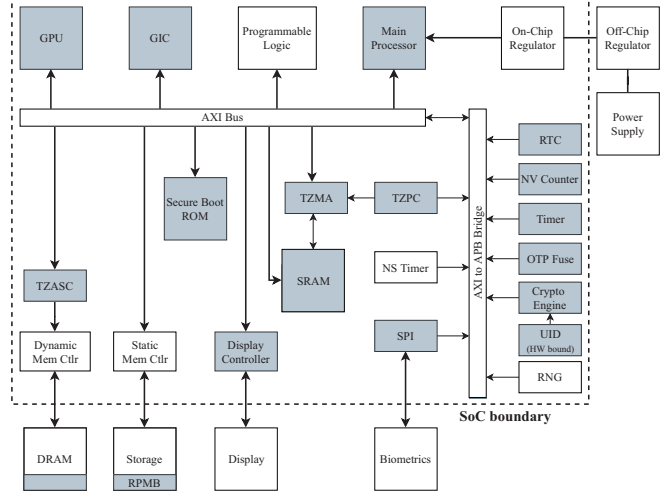 GPU
GIC
Programmable
Logic
Main
Processor
On-Chip
Regulator
Off-Chip
Regulator
Power
Supply
AXI Bus
RTC
Secure Boot
ROM
TZMA
TZPC
AXI to APB Bridge
NV Counter
Timer
NS Timer
SRAM
OTP Fuse
TZASC
Crypto
Engine
Dynamic
Mem Ctlr
Static
Mem Ctlr
Display
Controller
SPI
UID
(HW bound)
RNG
SoC boundary
DRAM
Storage
RPMB
Display
Biometrics